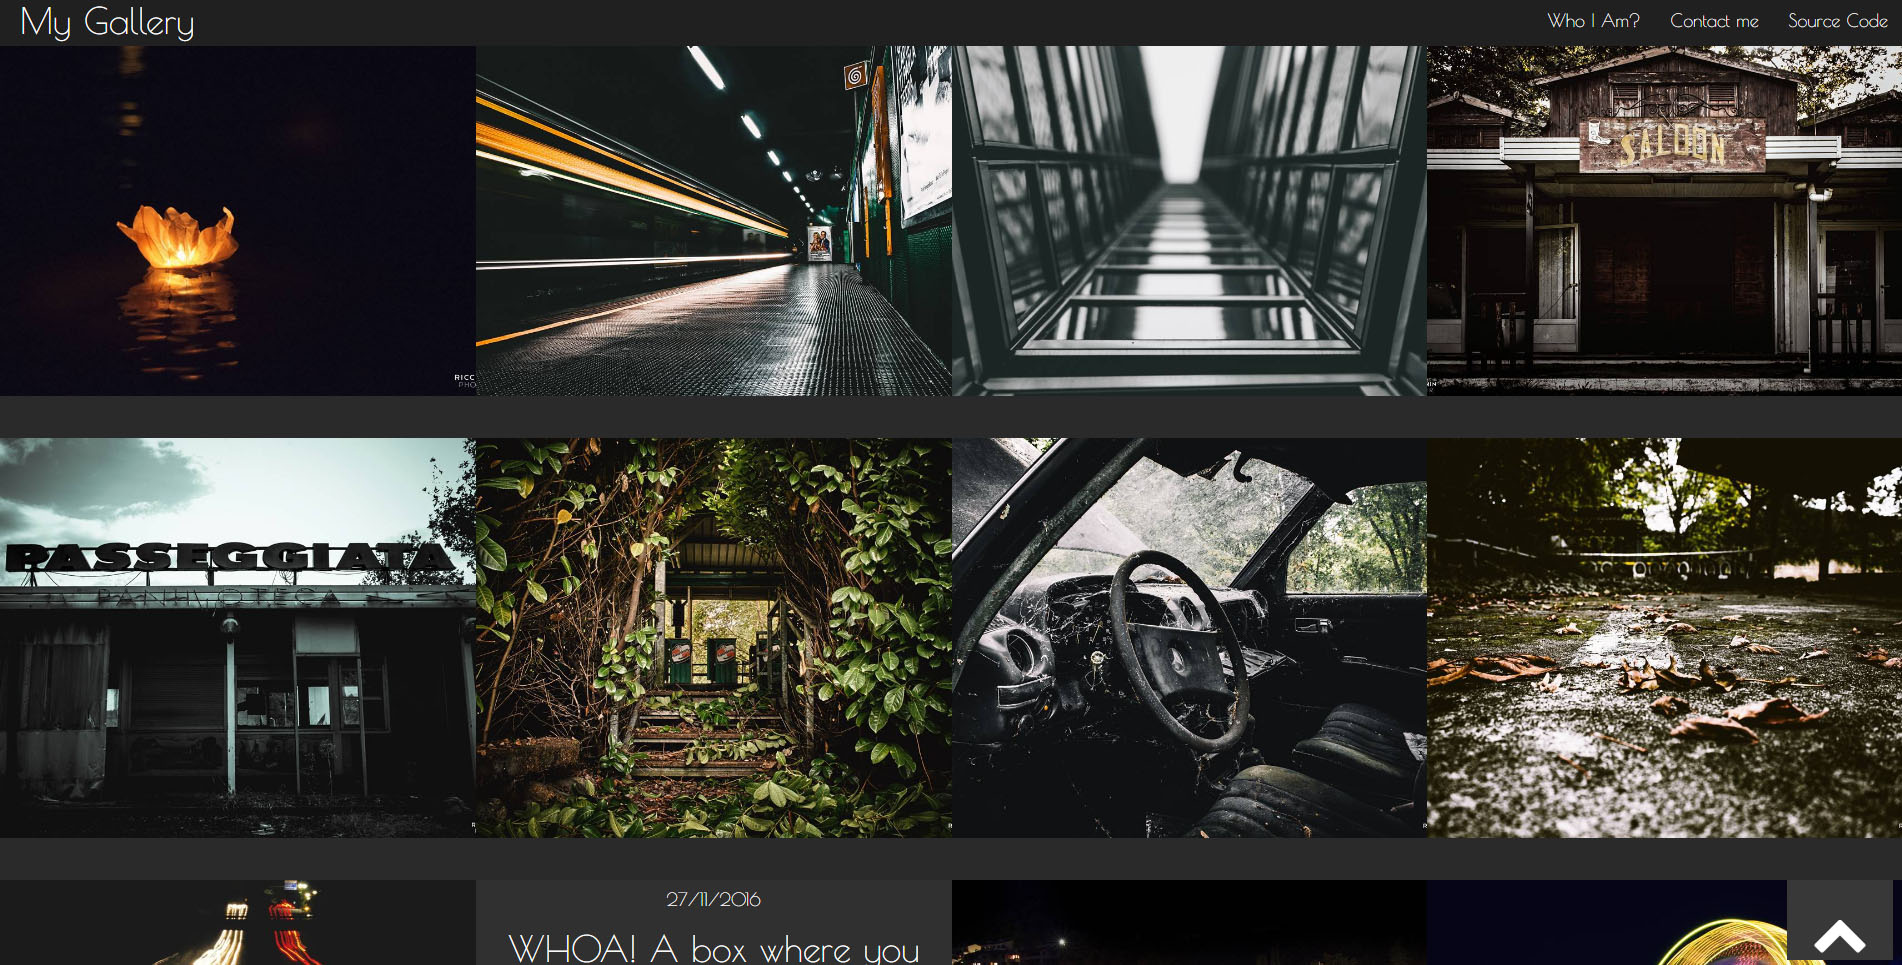 My Gallery
Who I Am?
Contact me
Source Code
SALOON
RICC
PHO
PASSEGGIATA
PANINOTECA
27/11/2016
WHOA! A box where you